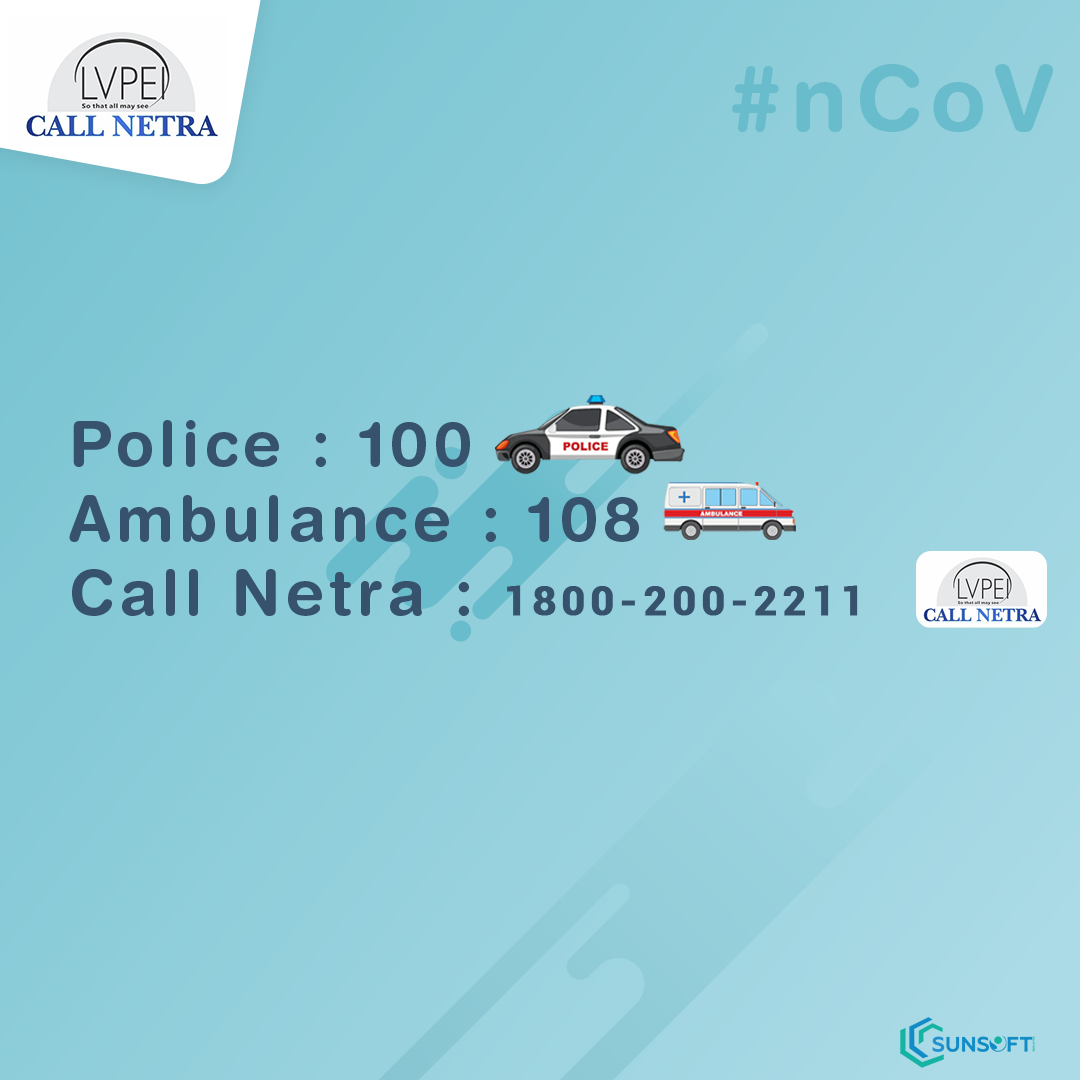 LVPEI
So that all may see
CALL NETRA
#nCoV
Police : 100
POLICE
Ambulance : 108
AMBULANCE
Call Netra : 1800-200-2211
LVPEI
So that all may see
CALL NETRA
SUNSOFT